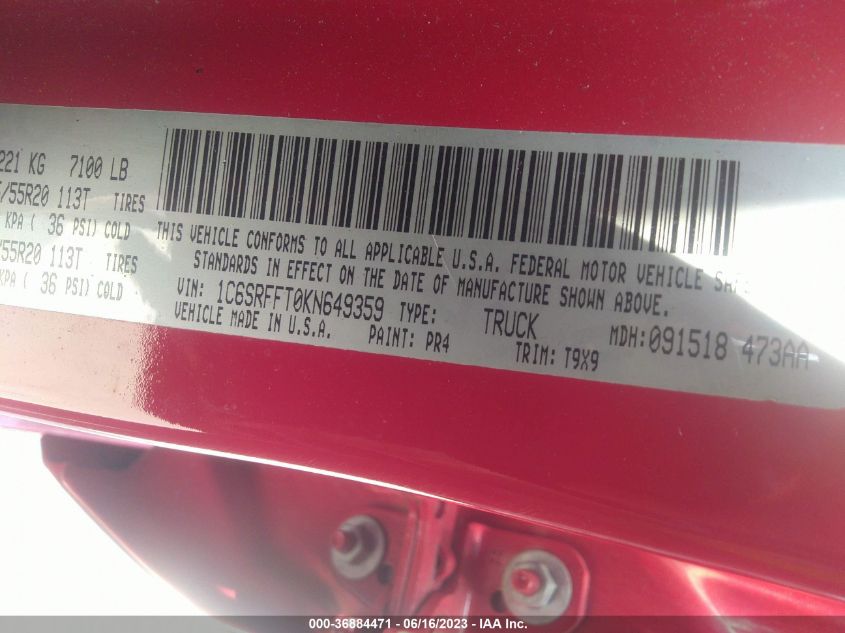 221 KG 7100 LB
/55R20 113T TIRES
KPA ( 36 PSI) COLD
/55R20 113T TIRES
KPA ( 36 PSI) COLD
THIS VEHICLE CONFORMS TO ALL APPLICABLE U.S.A. FEDERAL MOTOR VEHICLE SAFE
STANDARDS IN EFFECT ON THE DATE OF MANUFACTURE SHOWN ABOVE.
VIN: 1C6SRFFT0KN649359 TYPE: TRUCK MDH:091518 473AA
VEHICLE MADE IN U.S.A. PAINT: PR4 TRIM: T9X9
000-36884471 - 06/16/2023 - IAA Inc.